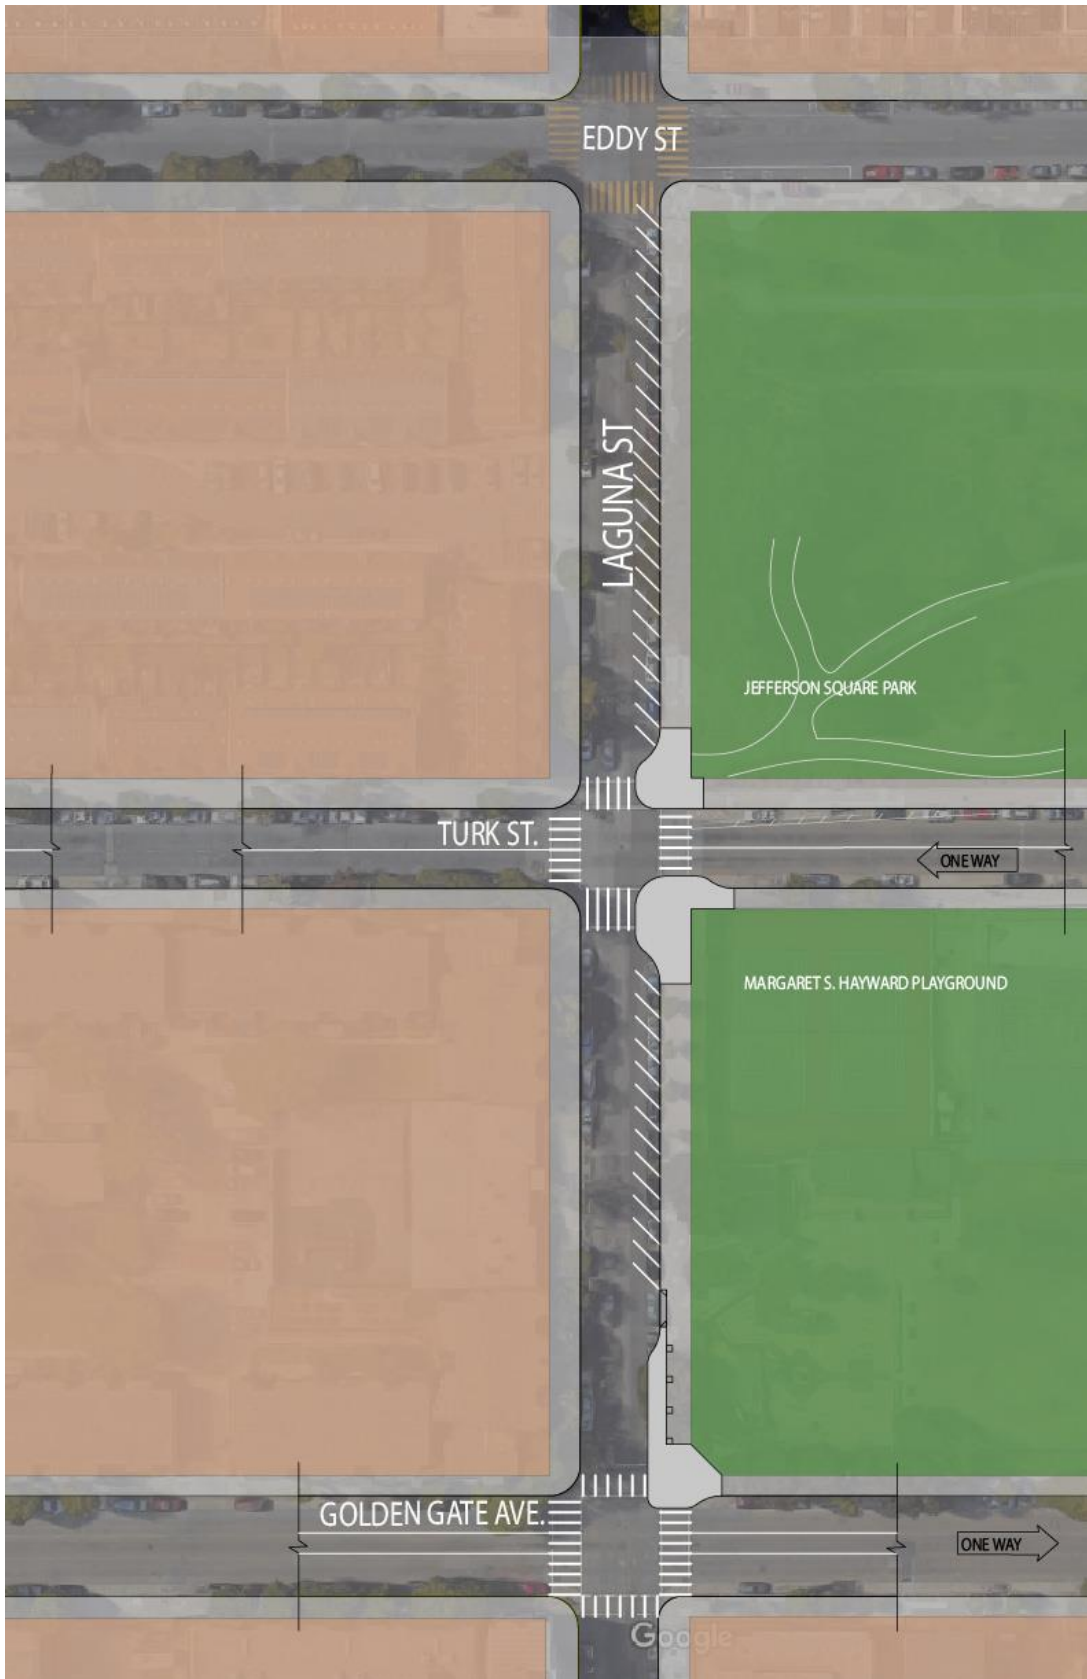 EDDY ST
LAGUNA ST
JEFFERSON SQUARE PARK
TURK ST.
ONE WAY
MARGARET S. HAYWARD PLAYGROUND
GOLDEN GATE AVE.
ONE WAY
Google